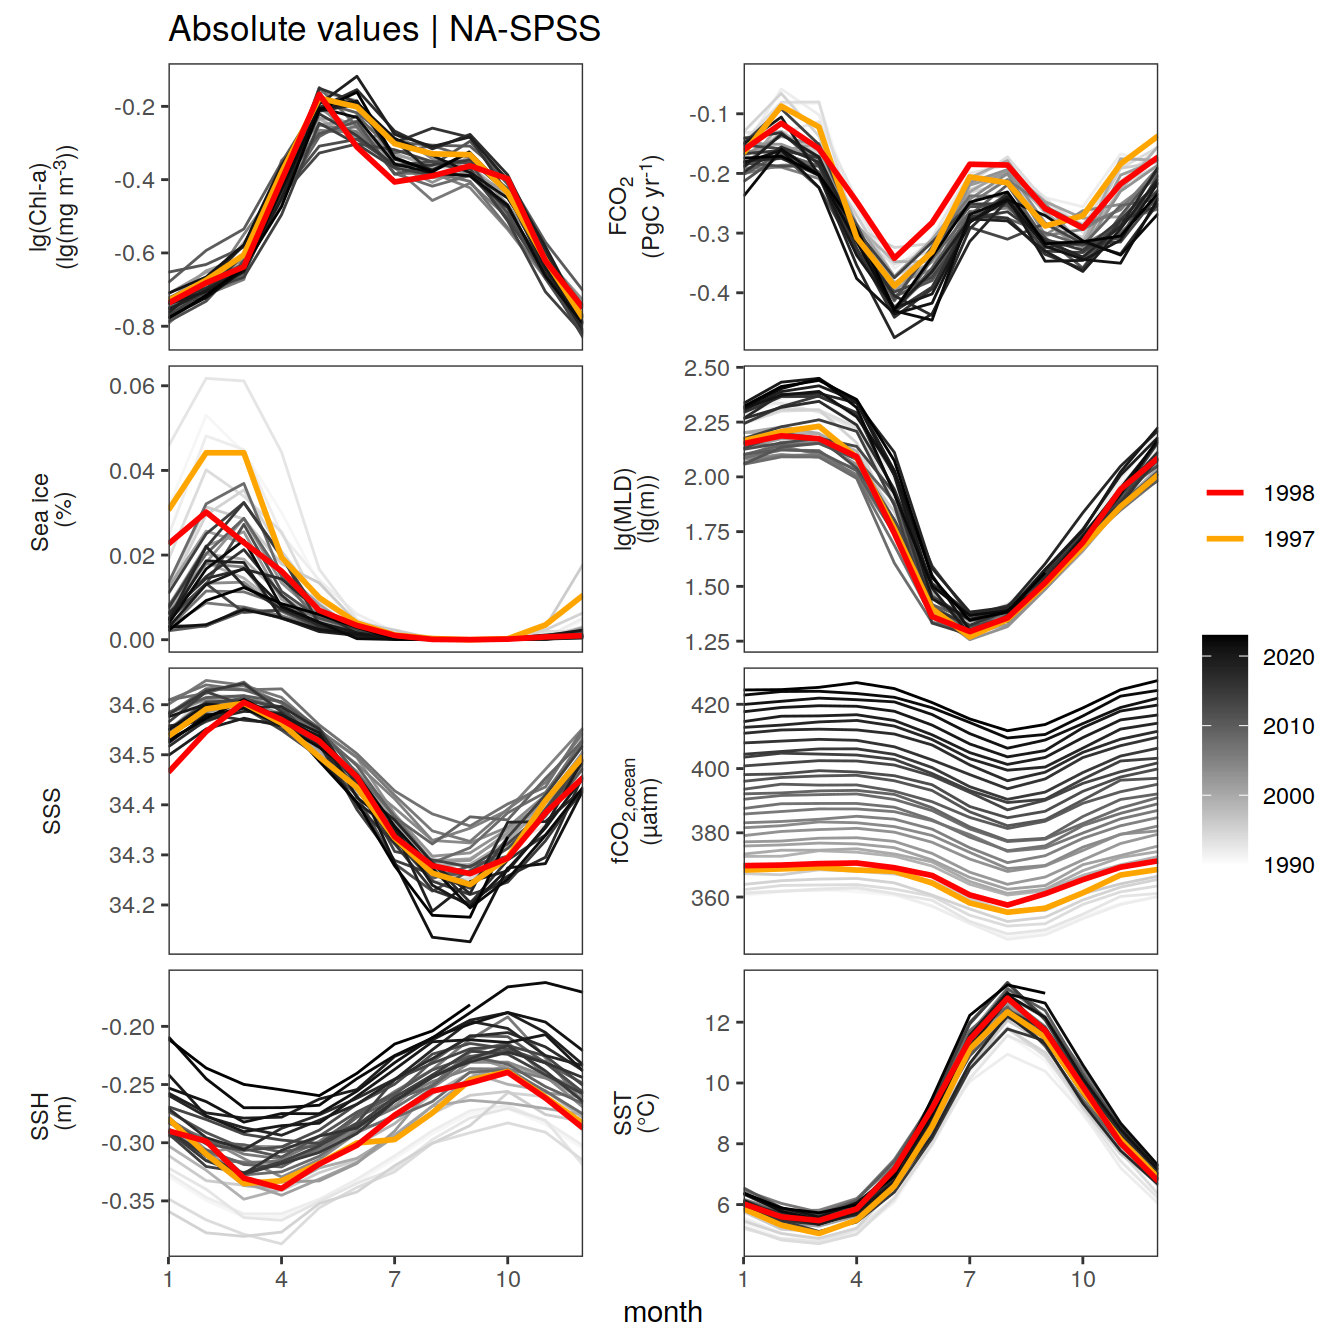 Absolute values | NA-SPSS
lg(Chl-a)
(lg(mg m⁻³))
-0.2
-0.4
-0.6
-0.8
FCO₂
(PgC yr⁻¹)
-0.1
-0.2
-0.3
-0.4
Sea ice
(%)
0.06
0.04
0.02
0.00
lg(MLD)
(lg(m))
2.50
2.25
2.00
1.75
1.50
1.25
SSS
34.6
34.5
34.4
34.3
34.2
fCO₂,ocean
(µatm)
420
400
380
360
SSH
(m)
-0.20
-0.25
-0.30
-0.35
SST
(°C)
12
10
8
6
1 4 7 10
1 4 7 10
month
1998
1997
2020
2010
2000
1990